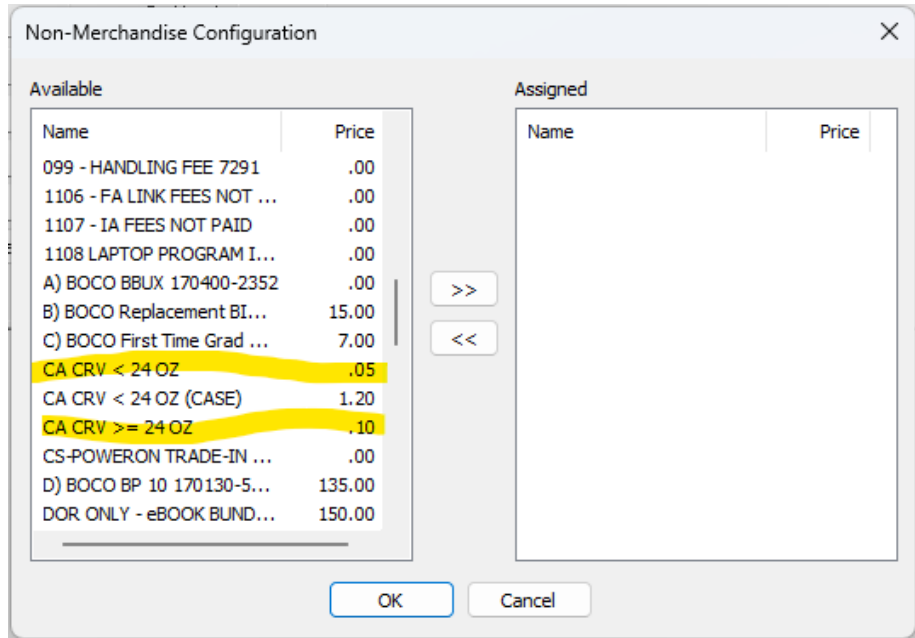 Non-Merchandise Configuration
Available
Assigned
Name Price
Name Price
099 - HANDLING FEE 7291 .00
1106 - FA LINK FEES NOT ... .00
1107 - IA FEES NOT PAID .00
1108 LAPTOP PROGRAM I... .00
A) BOCO BBUX 170400-2352 .00
B) BOCO Replacement BI... 15.00
C) BOCO First Time Grad ... 7.00
CA CRV < 24 OZ .05
CA CRV < 24 OZ (CASE) 1.20
CA CRV >= 24 OZ .10
CS-POWERON TRADE-IN ... .00
D) BOCO BP 10 170130-5... 135.00
DOR ONLY - eBOOK BUND... 150.00
>>
<<
OK
Cancel